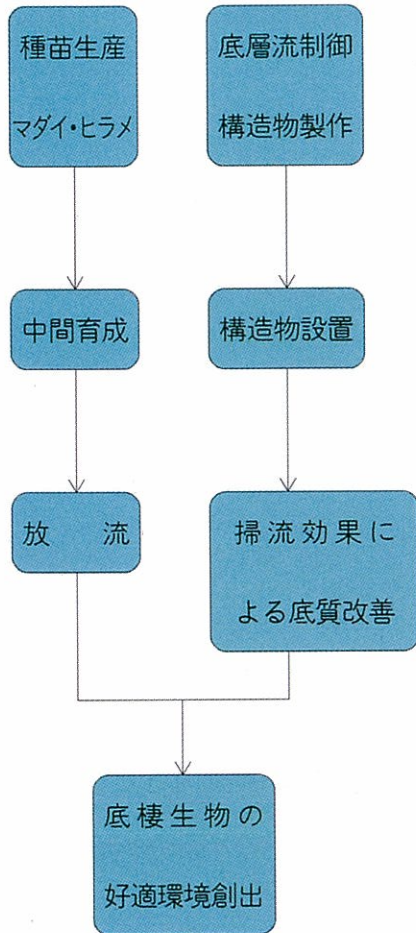 種苗生産
マダイ・ヒラメ
中間育成
放　流
底層流制御
構造物製作
構造物設置
掃流効果に
よる底質改善
底棲生物の
好適環境創出